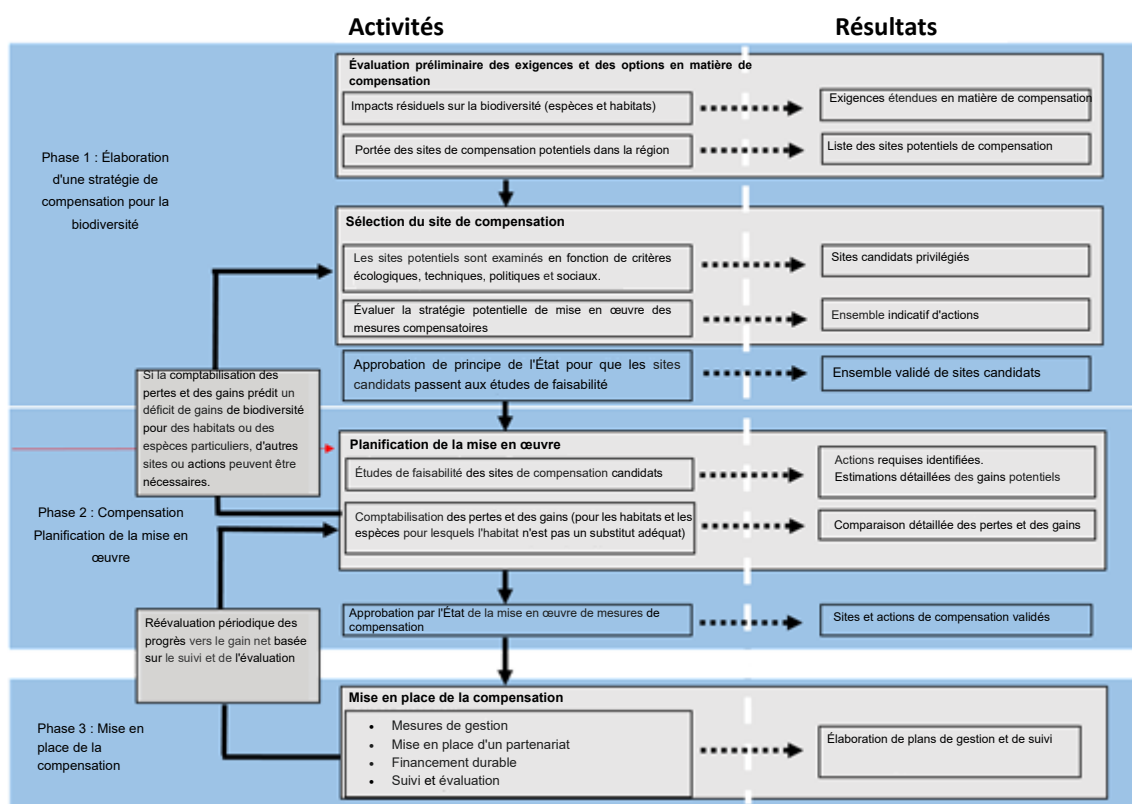 Activités
Résultats
Évaluation préliminaire des exigences et des options en matière de
compensation
Impacts résiduels sur la biodiversité (espèces et habitats)
Exigences étendues en matière de compensation
Portée des sites de compensation potentiels dans la région
Liste des sites potentiels de compensation
Phase 1 : Élaboration
d'une stratégie de
compensation pour la
biodiversité
Sélection du site de compensation
Les sites potentiels sont examinés en fonction de critères
écologiques, techniques, politiques et sociaux.
Sites candidats privilégiés
Évaluer la stratégie potentielle de mise en œuvre des
mesures compensatoires
Ensemble indicatif d'actions
Approbation de principe de l'État pour que les sites
candidats passent aux études de faisabilité
Ensemble validé de sites candidats
Si la comptabilisation des
pertes et des gains prédit un
déficit de gains de biodiversité
pour des habitats ou des
espèces particuliers, d'autres
sites ou actions peuvent être
nécessaires.
Phase 2 : Compensation
Planification de la mise en
œuvre
Planification de la mise en œuvre
Études de faisabilité des sites de compensation candidats
Actions requises identifiées.
Estimations détaillées des gains potentiels
Comptabilisation des pertes et des gains (pour les habitats et les
espèces pour lesquels l'habitat n'est pas un substitut adéquat)
Comparaison détaillée des pertes et des gains
Approbation par l'État de la mise en œuvre de mesures de
compensation
Sites et actions de compensation validés
Réévaluation périodique des
progrès vers le gain net basée
sur le suivi et de l'évaluation
Phase 3 : Mise en
place de la
compensation
Mise en place de la compensation
• Mesures de gestion
• Mise en place d'un partenariat
• Financement durable
• Suivi et évaluation
Élaboration de plans de gestion et de suivi